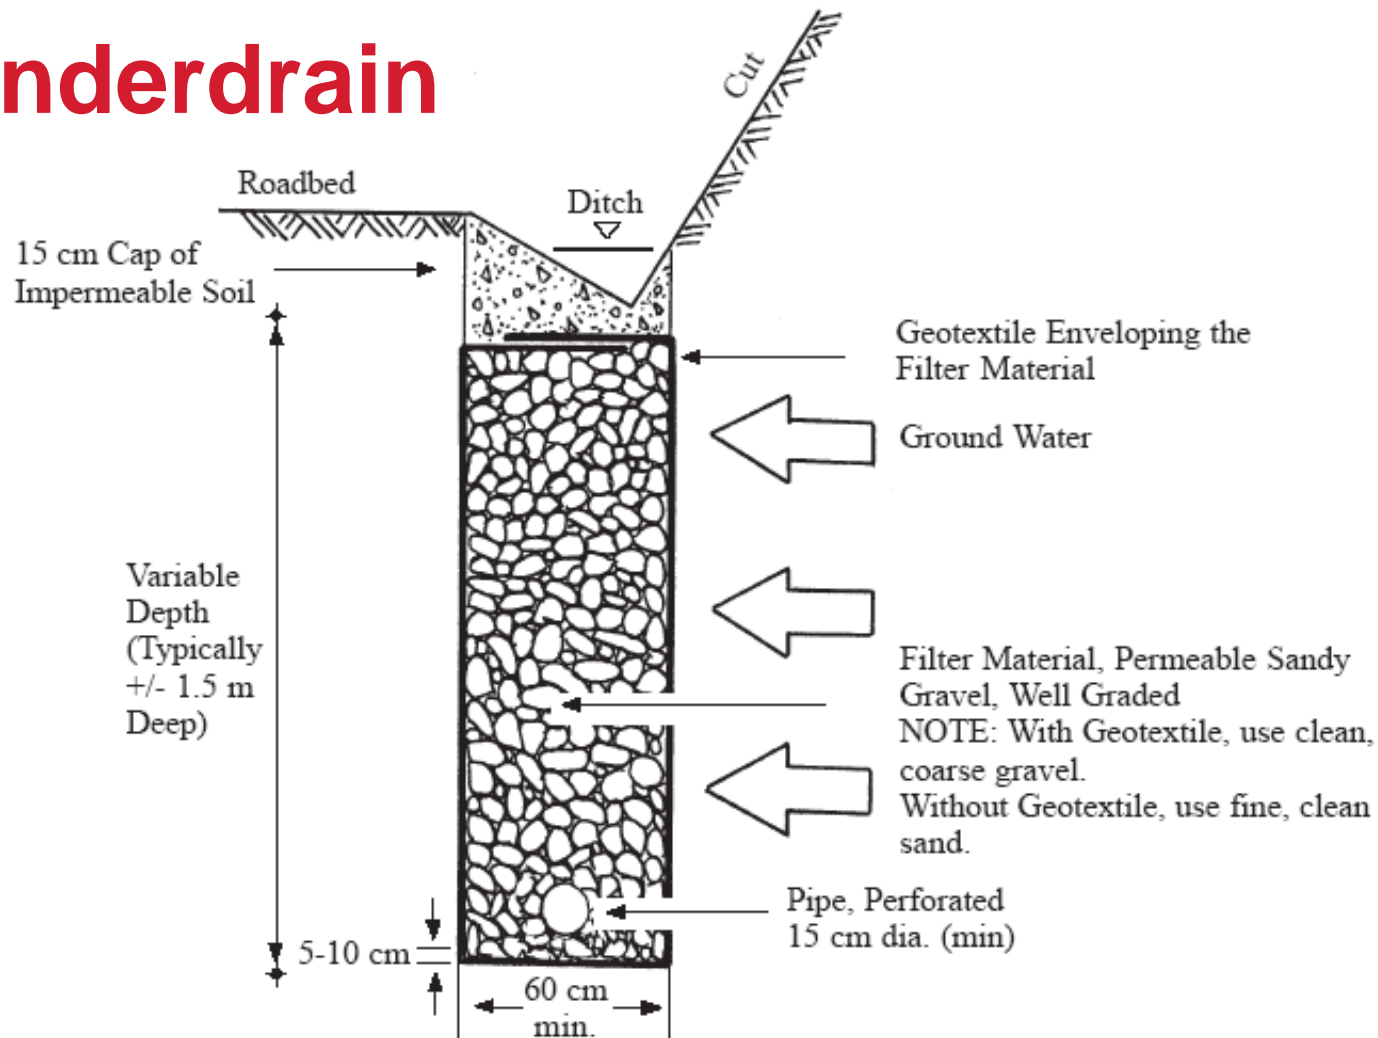 nderdrain
Cut
Roadbed
Ditch
15 cm Cap of
Impermeable Soil
Geotextile Enveloping the
Filter Material
Ground Water
Variable
Depth
(Typically
+/- 1.5 m
Deep)
Filter Material, Permeable Sandy
Gravel, Well Graded
NOTE: With Geotextile, use clean,
coarse gravel.
Without Geotextile, use fine, clean
sand.
Pipe, Perforated
15 cm dia. (min)
5-10 cm
60 cm
min.